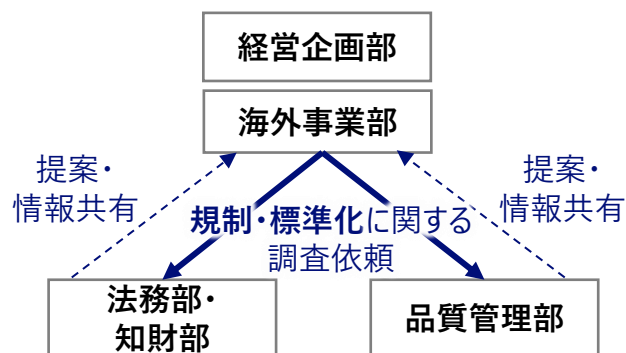 経営企画部
海外事業部
提案・
情報共有
提案・
情報共有
規制・標準化に関する
調査依頼
法務部・
知財部
品質管理部